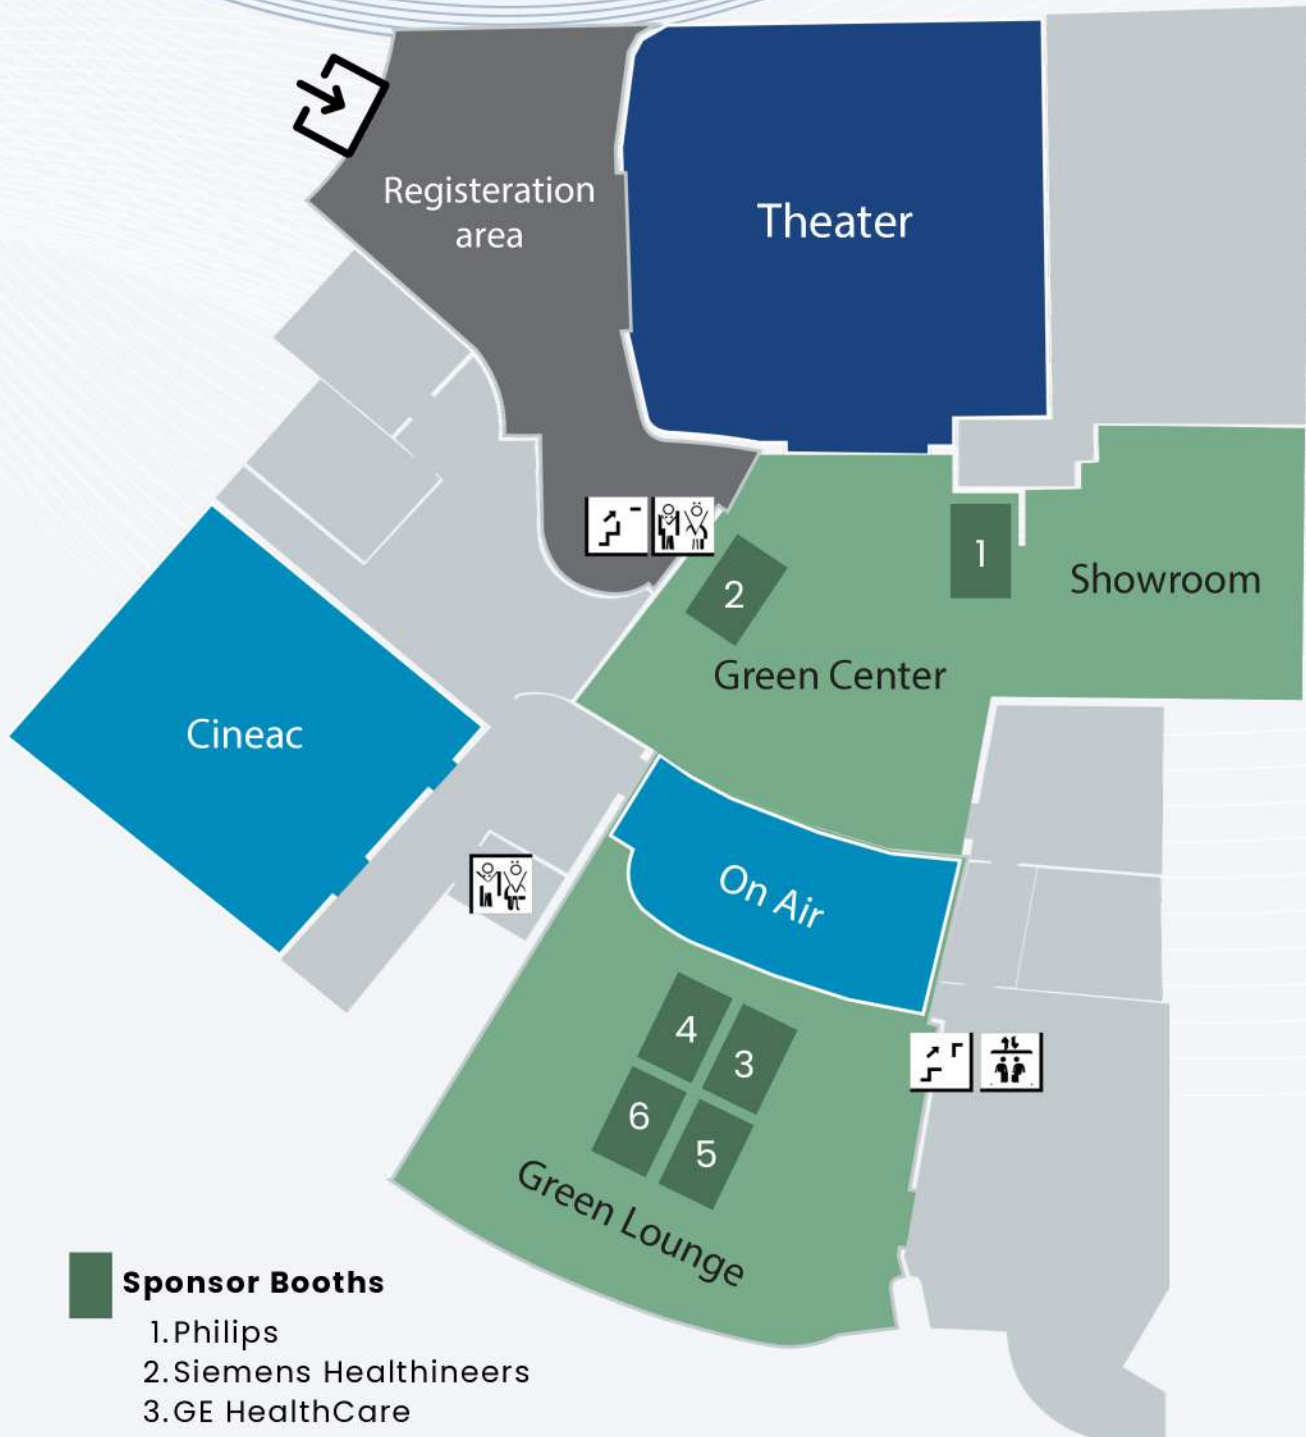 Registeration
area
Theater
1
2
Showroom
Green Center
Cineac
On Air
4
3
6
5
Green Lounge
Sponsor Booths
1.Philips
2.Siemens Healthineers
3.GE HealthCare